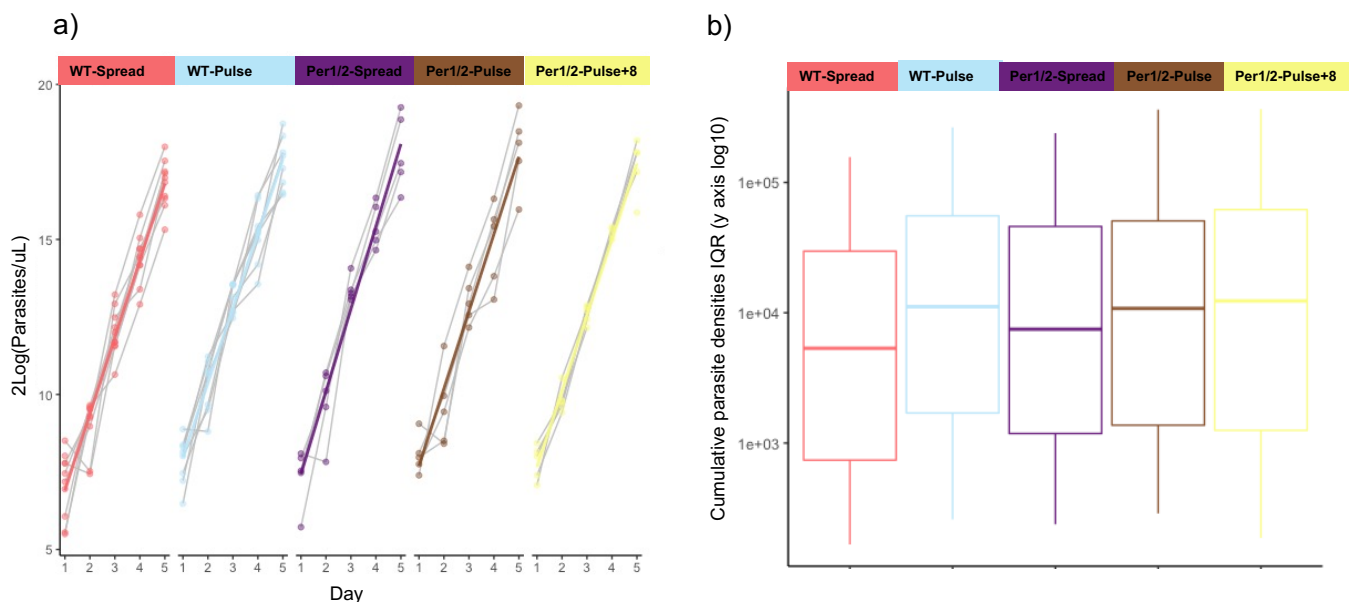 a)
WT-Spread WT-Pulse Per1/2-Spread Per1/2-Pulse Per1/2-Pulse+8
20
15
10
5
2Log(Parasites/uL)
1 2 3 4 5 1 2 3 4 5 1 2 3 4 5 1 2 3 4 5 1 2 3 4 5
Day
b)
WT-Spread WT-Pulse Per1/2-Spread Per1/2-Pulse Per1/2-Pulse+8
Cumulative parasite densities IQR (y axis log10)
1e+05
1e+04
1e+03